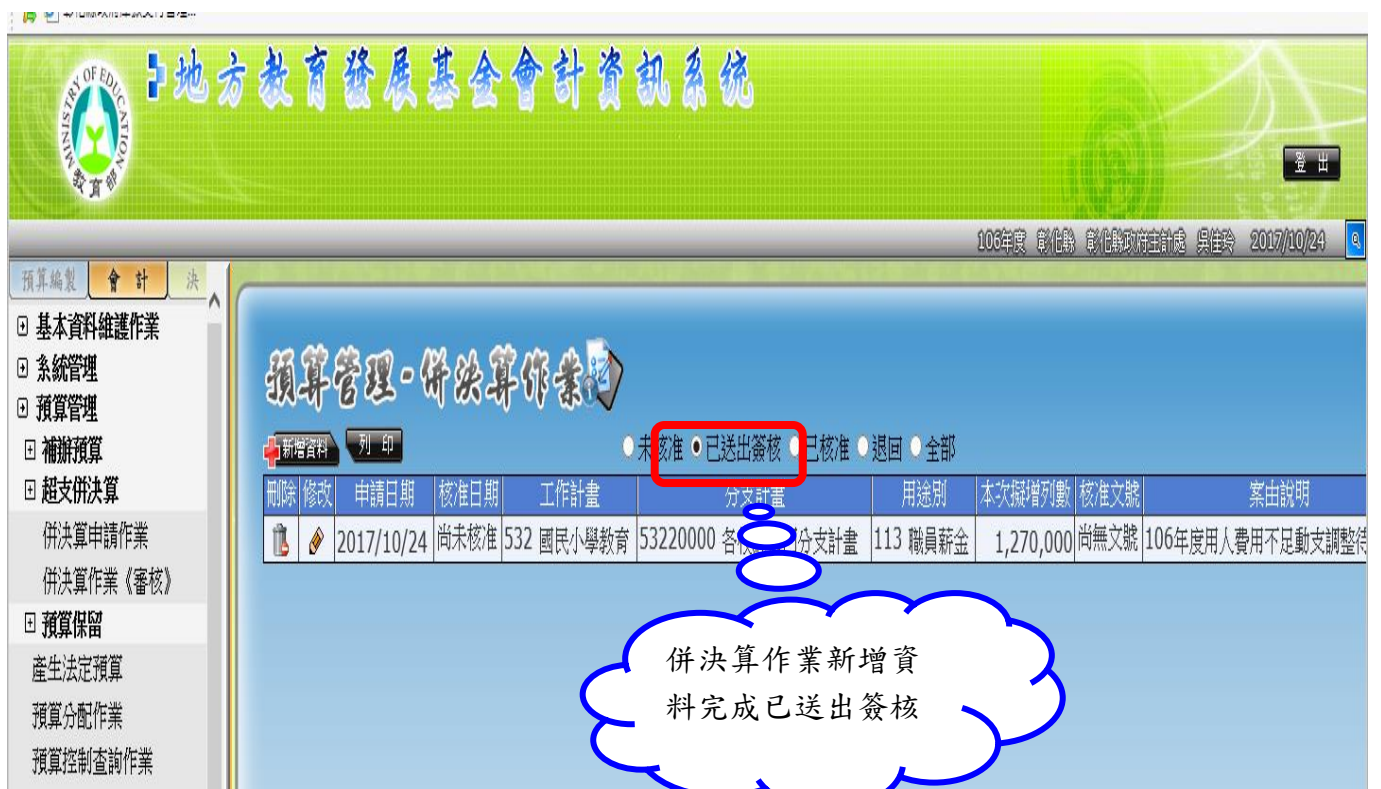 MINISTRY OF EDUCATION
教育部
地方教育發展基金會計資訊系統
登 出
106年度 彰化縣 彰化縣政府主計處 吳佳玲 2017/10/24
預算編製 會 計 決
基本資料維護作業
系統管理
預算管理
補辦預算
超支併決算
併決算申請作業
併決算作業《審核》
預算保留
產生法定預算
預算分配作業
預算控制查詢作業
預算管理-併決算作業
新增資料 列 印 未核准 已送出簽核 已核准 退回 全部
刪除 修改 申請日期 核准日期 工作計畫 分支計畫 用途別 本次擬增列數 核准文號 案由說明
2017/10/24 尚未核准 532 國民小學教育 53220000 各校 分支計畫 113 職員薪金 1,270,000 尚無文號 106年度用人費用不足動支調整待
併決算作業新增資
料完成已送出簽核